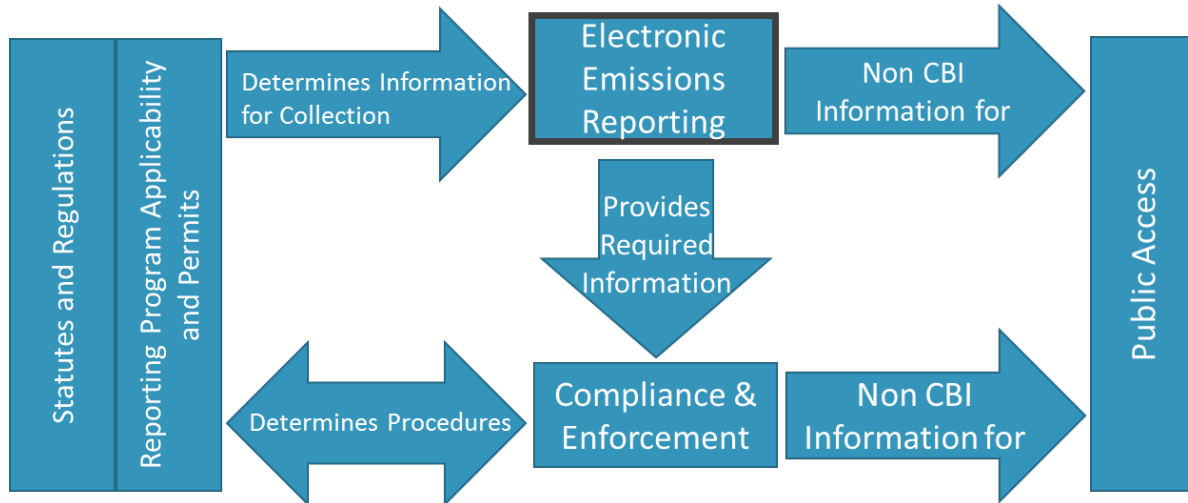 Statutes and Regulations
Reporting Program Applicability
and Permits
Determines Information
for Collection
Electronic
Emissions
Reporting
Non CBI
Information for
Provides
Required
Information
Determines Procedures
Compliance &
Enforcement
Non CBI
Information for
Public Access